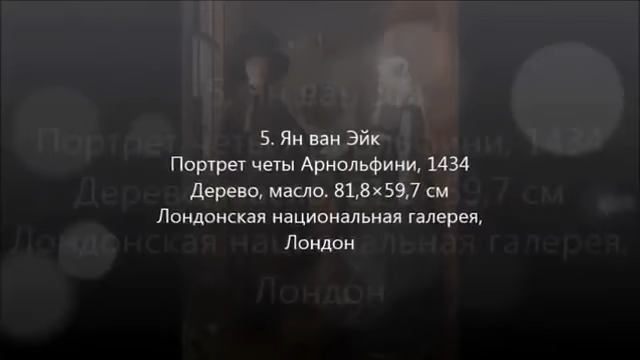 5. Ян ван Эйк
Портрет четы Арнольфини, 1434
Дерево, масло. 81,8×59,7 см
Лондонская национальная галерея,
Лондон